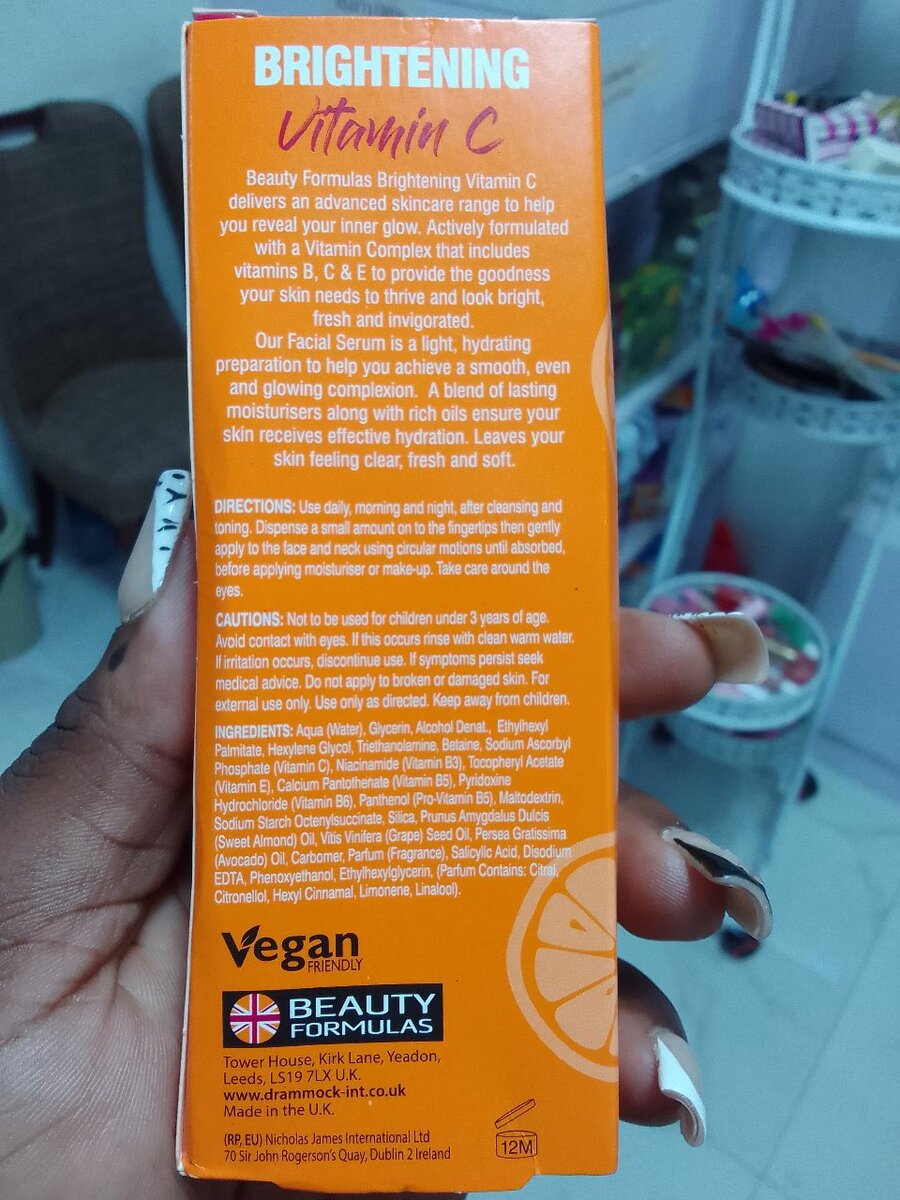 BRIGHTENING
Vitamin C
Beauty Formulas Brightening Vitamin C
delivers an advanced skincare range to help
you reveal your inner glow. Actively formulated
with a Vitamin Complex that includes
vitamins B, C & E to provide the goodness
your skin needs to thrive and look bright,
fresh and invigorated.
Our Facial Serum is a light, hydrating
preparation to help you achieve a smooth, even
and glowing complexion. A blend of lasting
moisturisers along with rich oils ensure your
skin receives effective hydration. Leaves your
skin feeling clear, fresh and soft.
DIRECTIONS: Use daily, morning and night, after cleansing and
toning. Dispense a small amount on to the fingertips then gently
apply to the face and neck using circular motions until absorbed,
before applying moisturiser or make-up. Take care around the
eyes.
CAUTIONS: Not to be used for children under 3 years of age.
Avoid contact with eyes. If this occurs rinse with clean warm water.
If irritation occurs, discontinue use. If symptoms persist seek
medical advice. Do not apply to broken or damaged skin. For
external use only. Use only as directed. Keep away from children.
INGREDIENTS: Aqua (Water), Glycerin, Alcohol Denat., Ethylhexyl
Palmitate, Hexylene Glycol, Triethanolamine, Betaine, Sodium Ascorbyl
Phosphate (Vitamin C), Niacinamide (Vitamin B3), Tocopheryl Acetate
(Vitamin E), Calcium Pantothenate (Vitamin B5), Pyridoxine
Hydrochloride (Vitamin B6), Panthenol (Pro-Vitamin B5), Maltodextrin,
Sodium Starch Octenylsuccinate, Silica, Prunus Amygdalus Dulcis
(Sweet Almond) Oil, Vitis Vinifera (Grape) Seed Oil, Persea Gratissima
(Avocado) Oil, Carbomer, Parfum (Fragrance), Salicylic Acid, Disodium
EDTA, Phenoxyethanol, Ethylhexylglycerin, (Parfum Contains: Citral,
Citronellol, Hexyl Cinnamal, Limonene, Linalool).
Vegan
FRIENDLY
BEAUTY
FORMULAS
Tower House, Kirk Lane, Yeadon,
Leeds, LS19 7LX U.K.
www.drammock-int.co.uk
Made in the U.K.
(RP, EU) Nicholas James International Ltd
70 Sir John Rogerson's Quay, Dublin 2 Ireland
12M